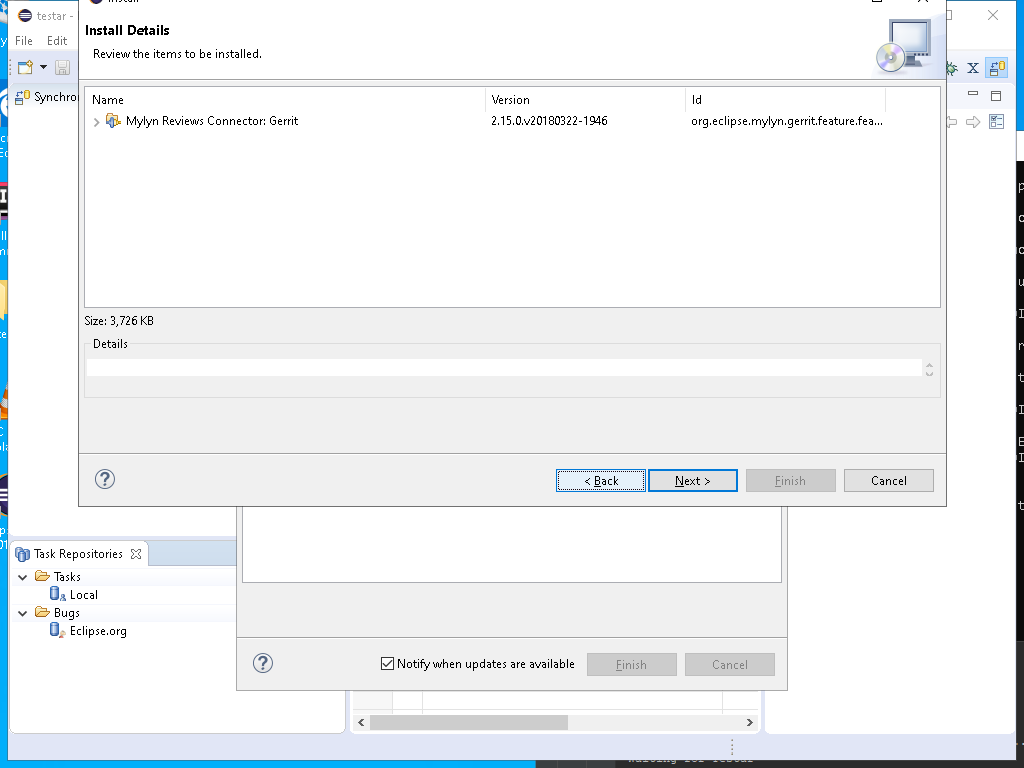 testar -
File Edit
Synchro
Install
Install Details
Review the items to be installed.
Name Version Id
Mylyn Reviews Connector: Gerrit 2.15.0.v20180322-1946 org.eclipse.mylyn.gerrit.feature.fea...
Size: 3,726 KB
Details
< Back Next > Finish Cancel
Task Repositories
Tasks
Local
Bugs
Eclipse.org
Notify when updates are available Finish Cancel